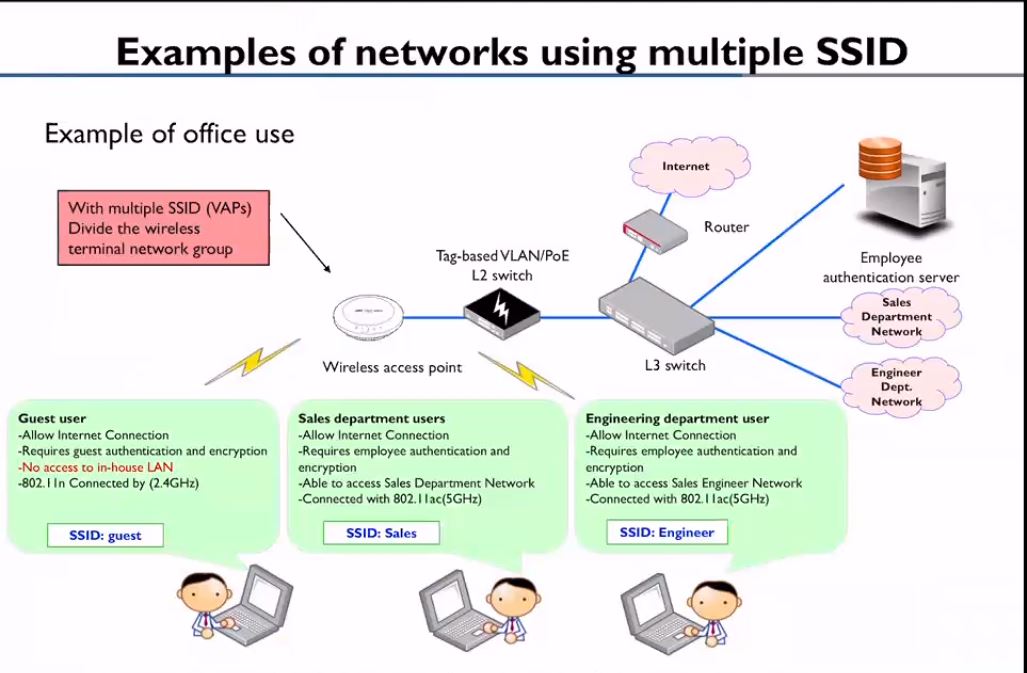 Examples of networks using multiple SSID
Example of office use
With multiple SSID (VAPs)
Divide the wireless
terminal network group
Internet
Router
Tag-based VLAN/PoE
L2 switch
Employee
authentication server
Sales
Department
Network
Engineer
Dept.
Network
Wireless access point
L3 switch
Guest user
-Allow Internet Connection
-Requires guest authentication and encryption
-No access to in-house LAN
-802.11n Connected by (2.4GHz)
SSID: guest
Sales department users
-Allow Internet Connection
-Requires employee authentication and
encryption
-Able to access Sales Department Network
-Connected with 802.11ac(5GHz)
SSID: Sales
Engineering department user
-Allow Internet Connection
-Requires employee authentication and
encryption
-Able to access Sales Engineer Network
-Connected with 802.11ac(5GHz)
SSID: Engineer